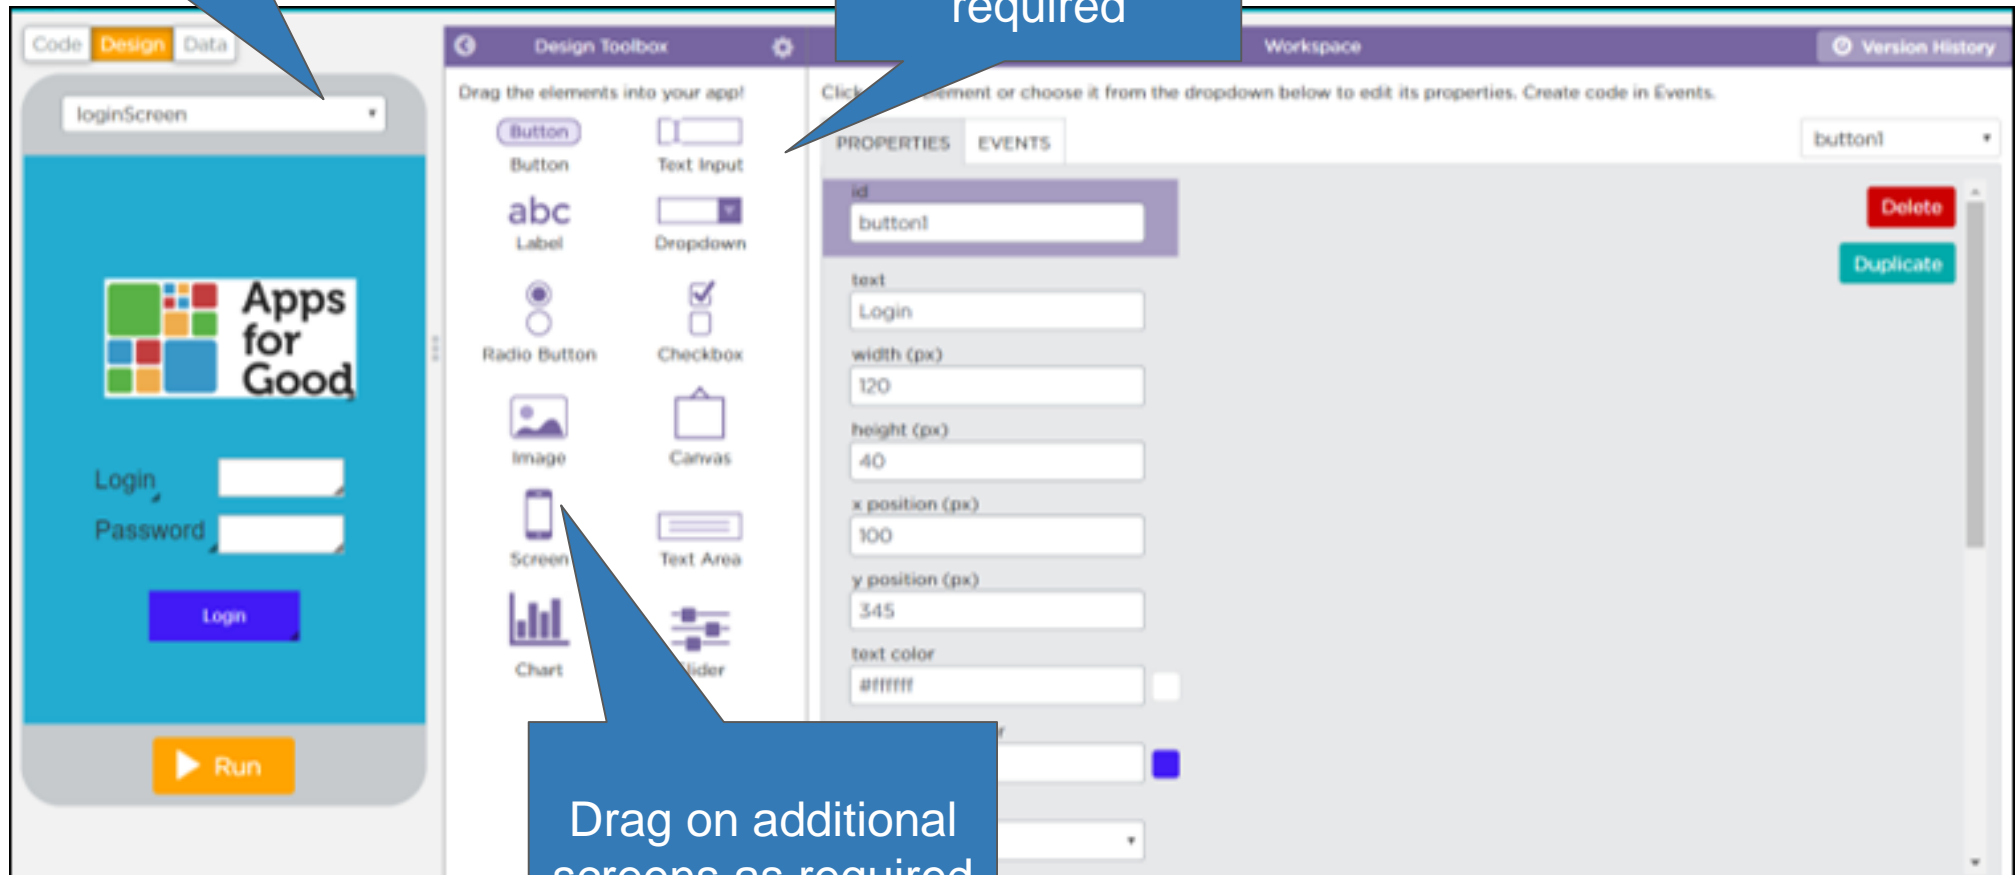 required
Code Design Data
Design Toolbox
Workspace
Version History
loginScreen
Drag the elements into your app!
Button
Button
Text Input
abc
Label
Dropdown
Radio Button
Checkbox
Image
Canvas
Screen
Text Area
Chart
Apps
for
Good
Login
Password
Login
Run
element or choose it from the dropdown below to edit its properties. Create code in Events.
PROPERTIES EVENTS
button1
id
button1
Delete
Duplicate
text
Login
width (px)
120
height (px)
40
x position (px)
100
y position (px)
345
text color
#ffffff
Drag on additional
screens as required